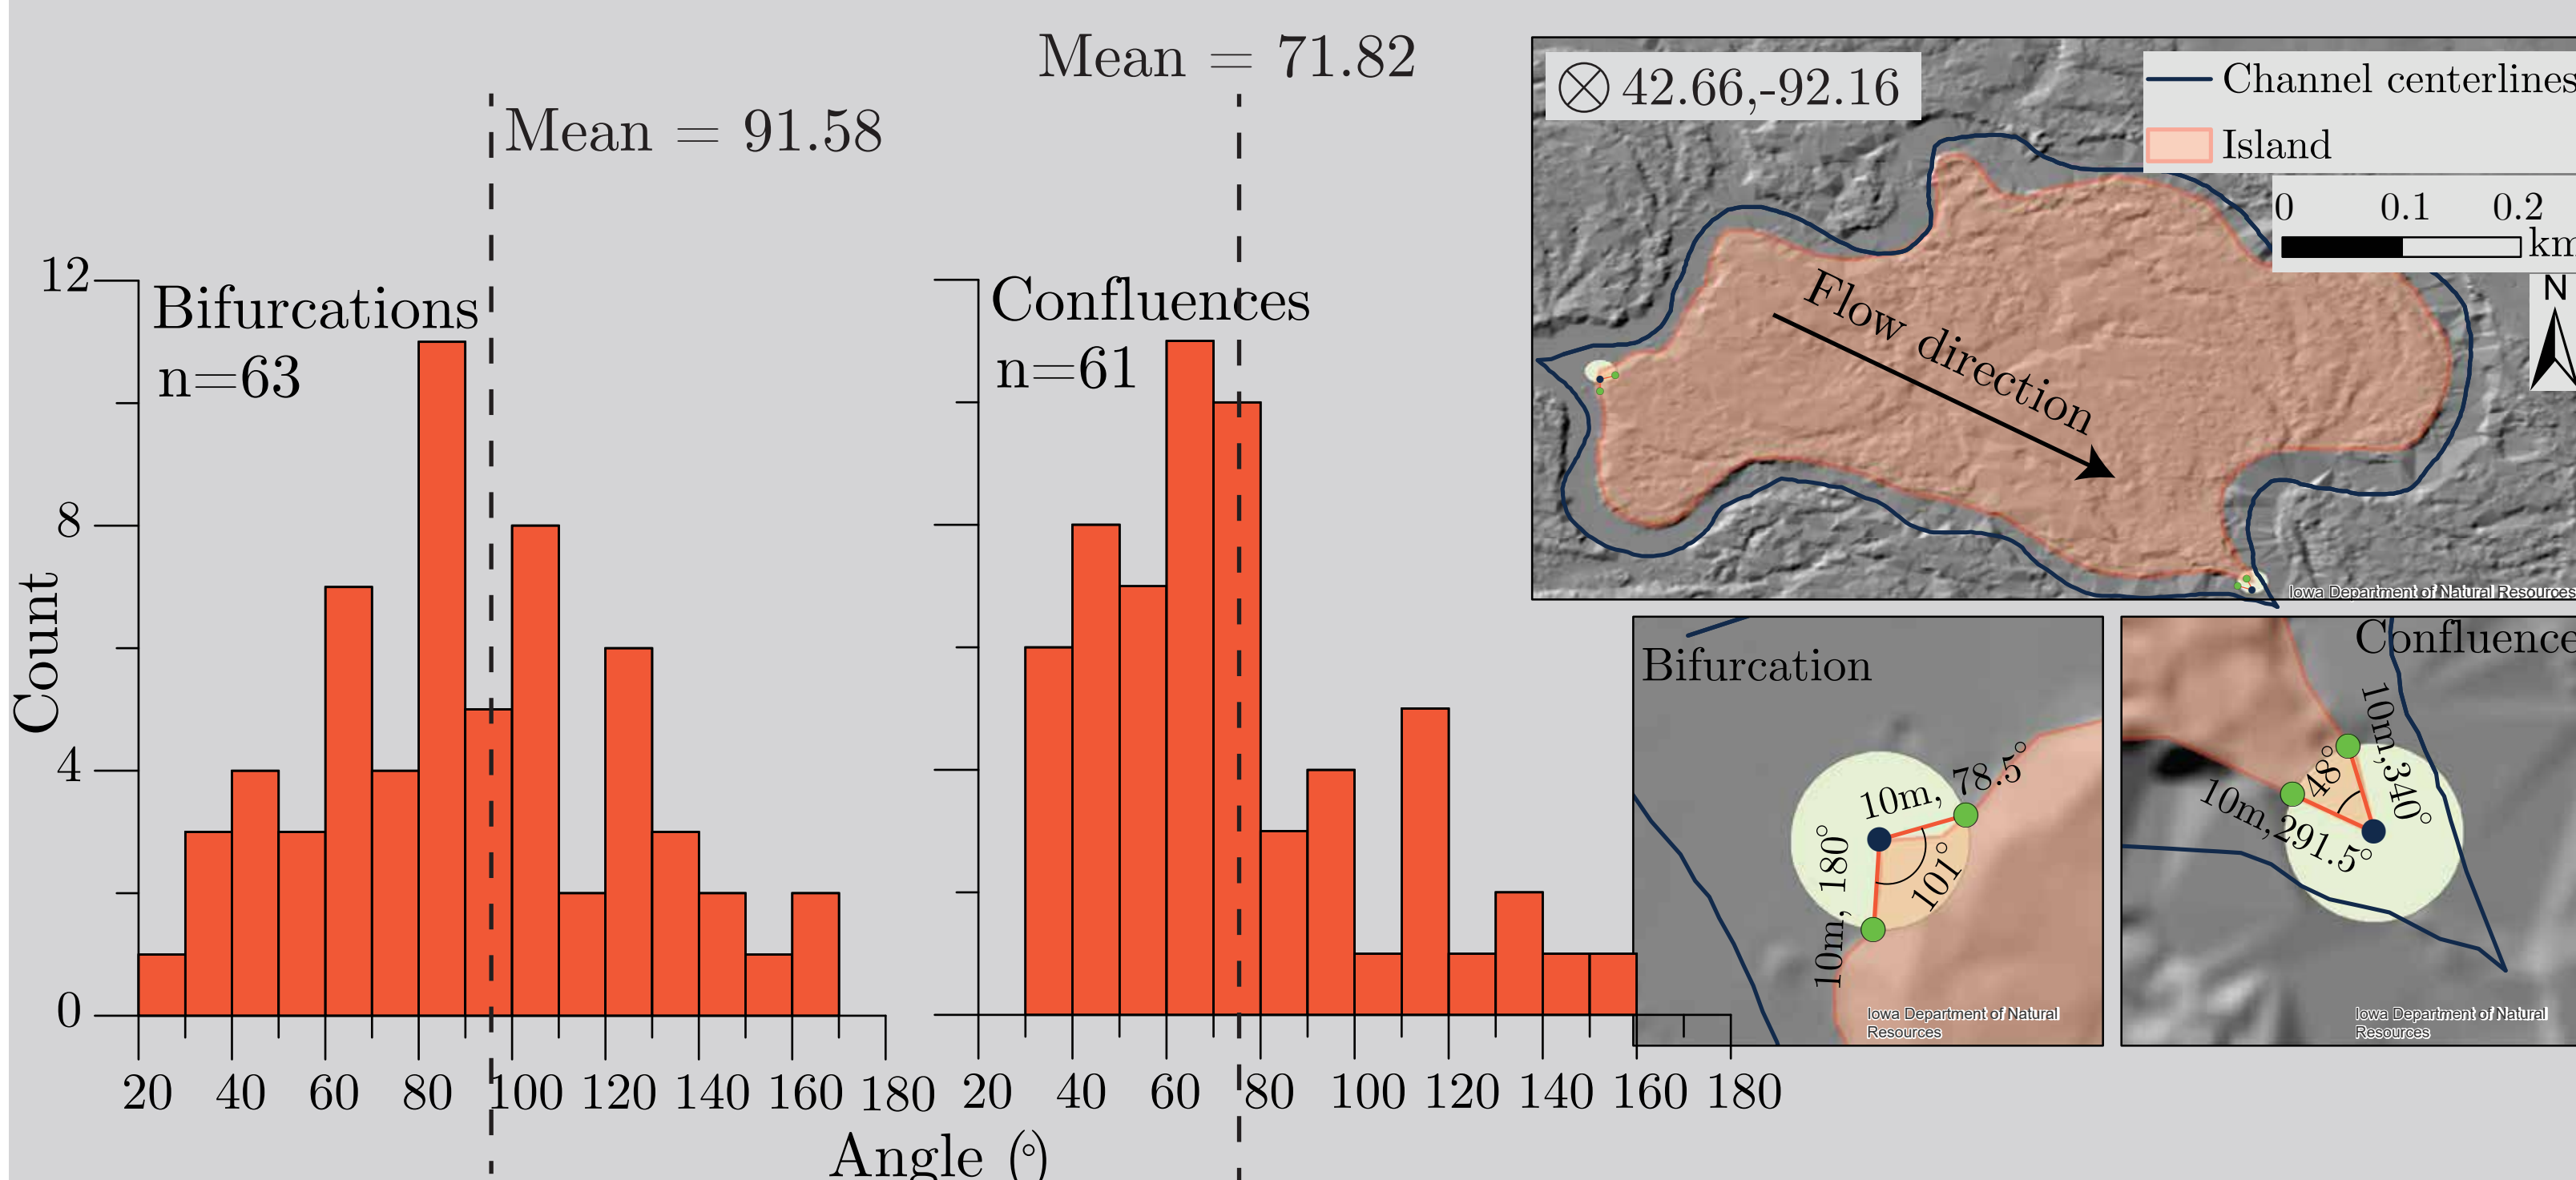 Mean = 71.82
Mean = 91.58
12
8
4
0
Count
Bifurcations
n=63
20 40 60 80 100 120 140 160 180
Confluences
n=61
20 40 60 80 100 120 140 160 180
Angle (°)
42.66,-92.16
Channel centerlines
Island
0 0.1 0.2
km
N
Flow direction
Iowa Department of Natural Resources
Bifurcation
10m, 78.5°
10m, 180°
101°
Iowa Department of Natural
Resources
Confluence
10m,340°
48°
10m,291.5°
Iowa Department of Natural
Resources